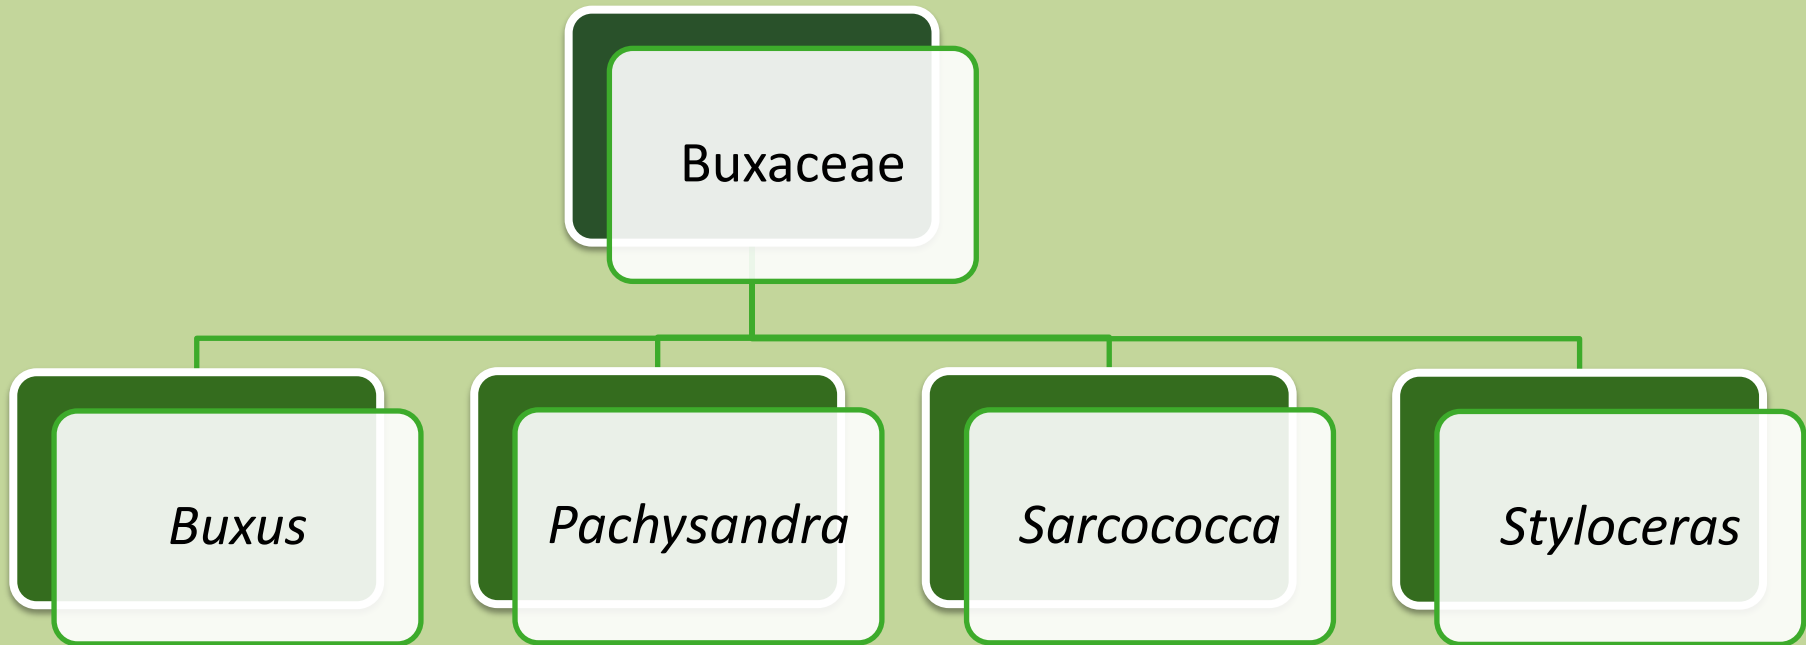 Buxaceae
Buxus
Pachysandra
Sarcococca
Styloceras